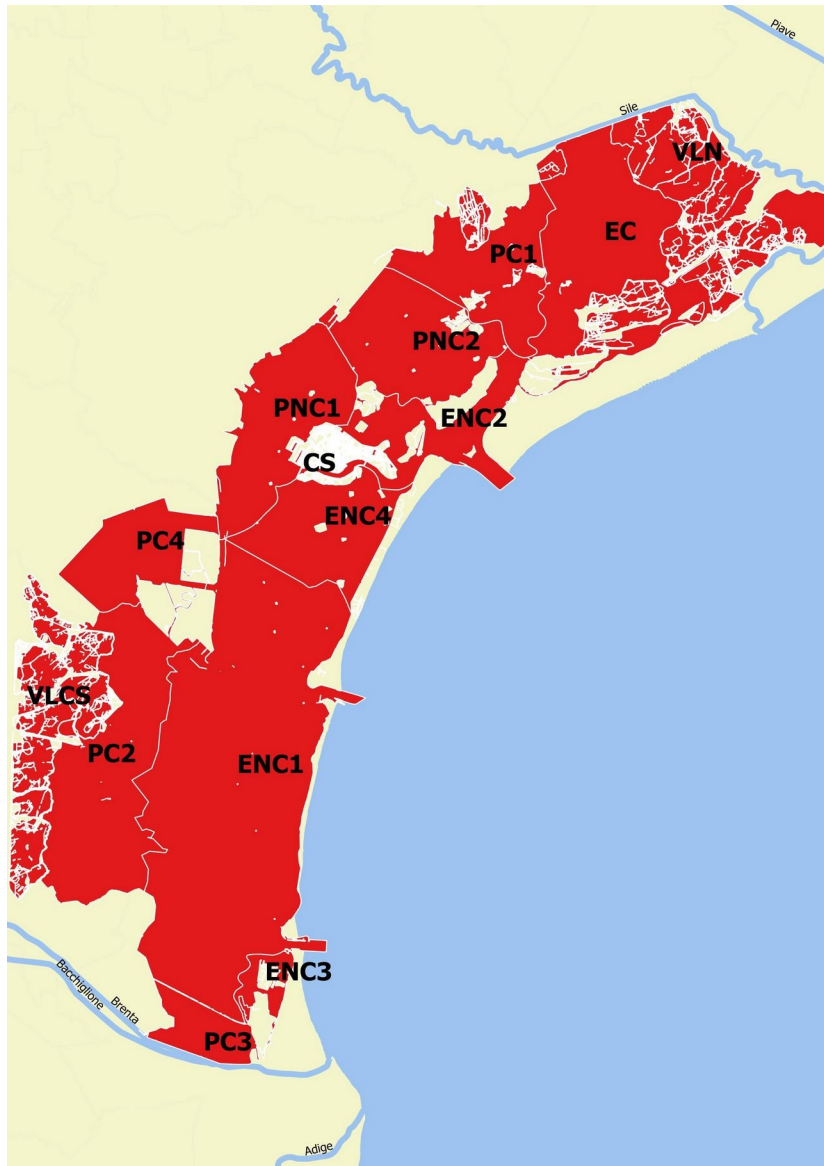 Piave
Sile
VLN
EC
PC1
PNC2
PNC1
ENC2
CS
ENC4
PC4
VLCS
PC2
ENC1
ENC3
Bacchiglione
Brenta
PC3
Adige